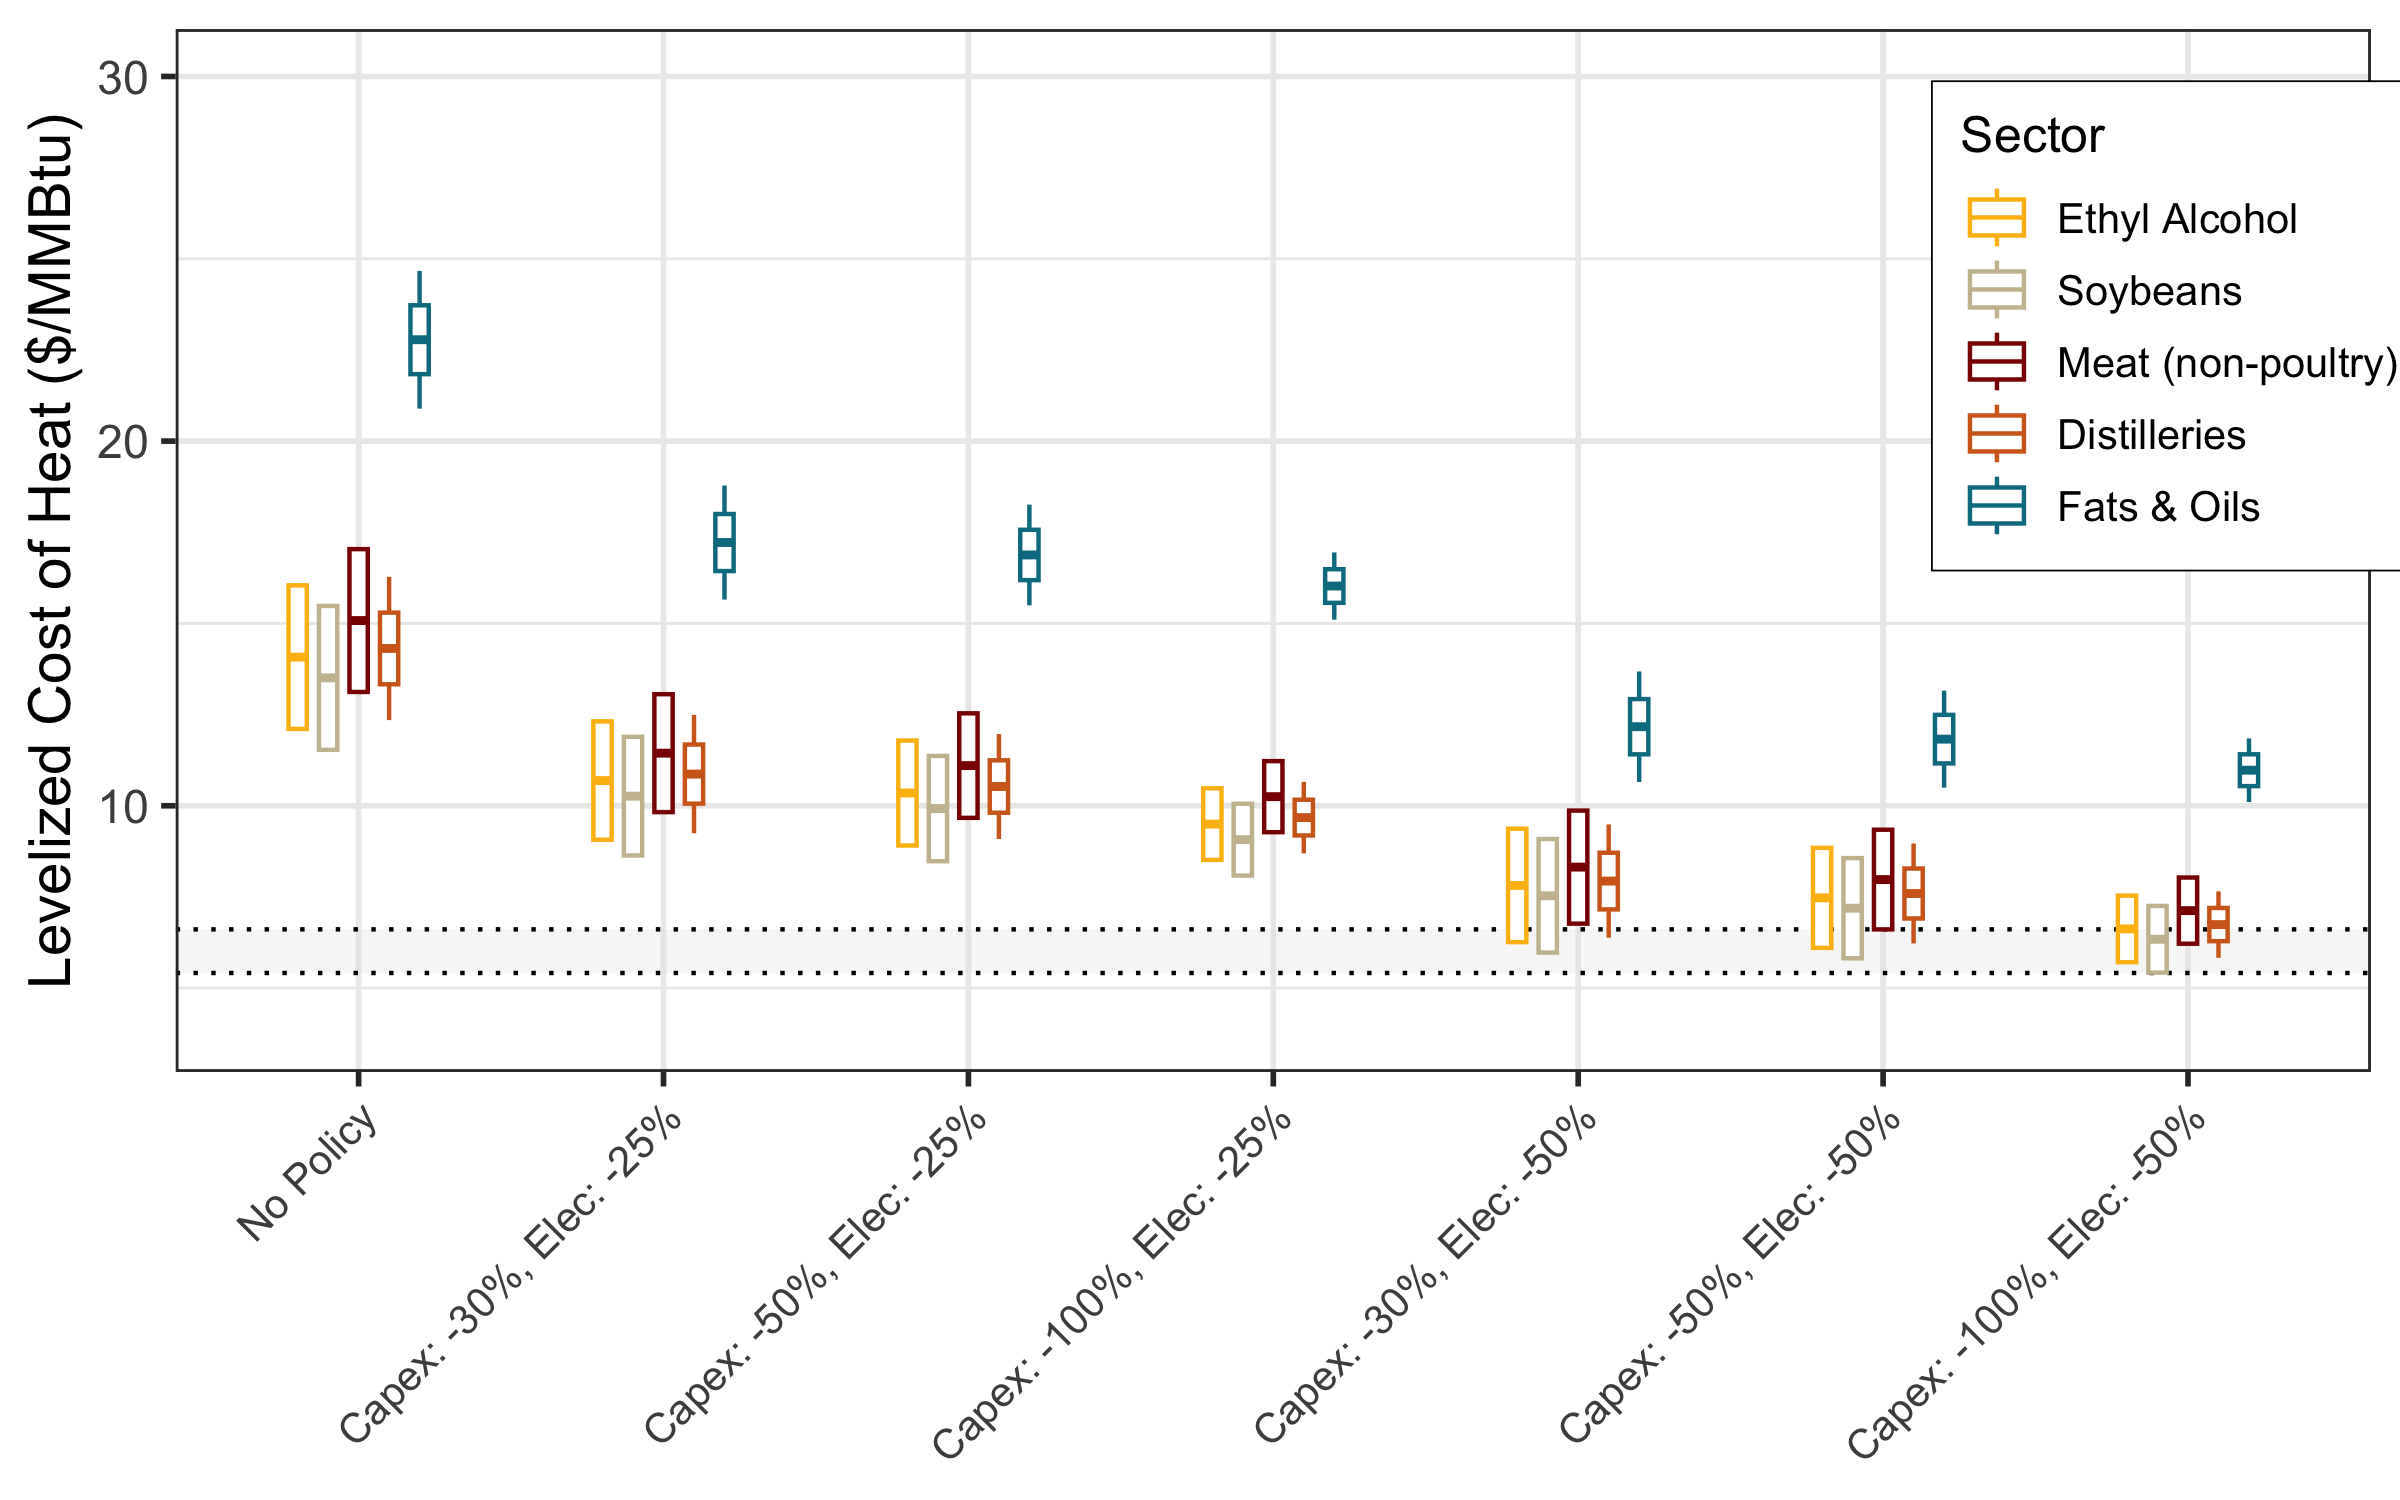 Levelized Cost of Heat ($/MMBtu)
30
20
10
Sector
Ethyl Alcohol
Soybeans
Meat (non-poultry)
Distilleries
Fats & Oils
No Policy
Capex: -30%, Elec: -25%
Capex: -50%, Elec: -25%
Capex: -100%, Elec: -25%
Capex: -30%, Elec: -50%
Capex: -50%, Elec: -50%
Capex: -100%, Elec: -50%